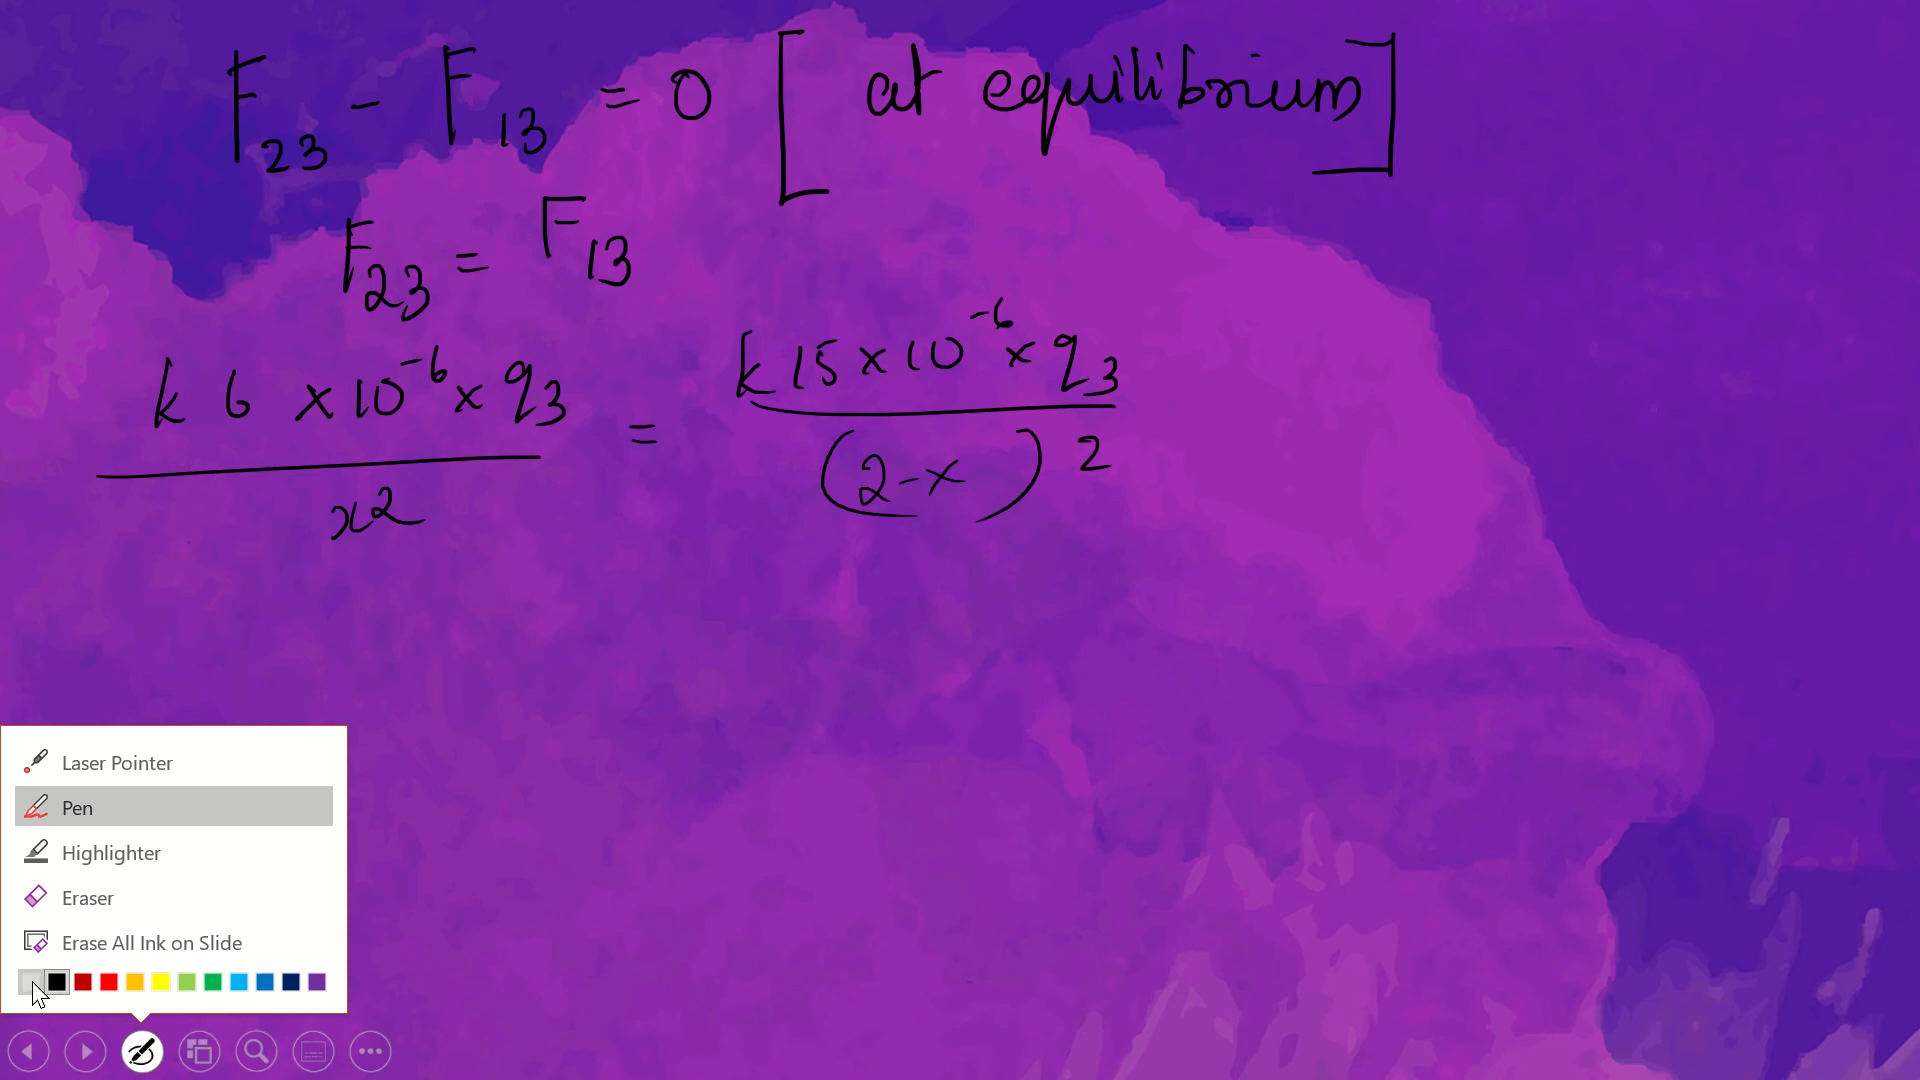 F₂₃ - F₁₃ = 0 [at equilibrium]
F₂₃ = F₁₃
k 6 × 10⁻⁶ × q₃ / x² = k 15 × 10⁻⁶ × q₃ / (2-x)²
Laser Pointer
Pen
Highlighter
Eraser
Erase All Ink on Slide